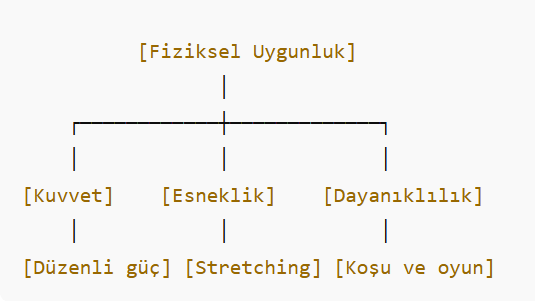 [Fiziksel Uygunluk]
[Kuvvet] [Esneklik] [Dayanıklılık]
[Düzenli güç] [Stretching] [Koşu ve oyun]